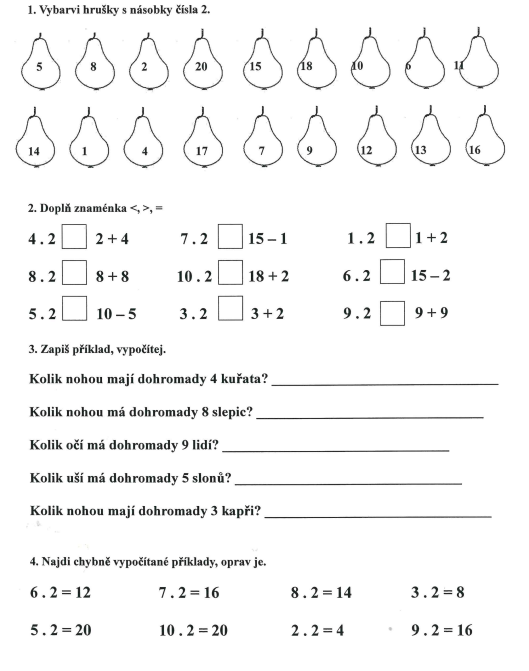 1. Vybarvi hrušky s násobky čísla 2.
5 8 2 20 15 18 10 6 11
14 1 4 17 7 9 12 13 16
2. Doplň znaménka <, >, =
4 . 2 2 + 4 7 . 2 15 – 1 1 . 2 1 + 2
8 . 2 8 + 8 10 . 2 18 + 2 6 . 2 15 – 2
5 . 2 10 – 5 3 . 2 3 + 2 9 . 2 9 + 9
3. Zapiš příklad, vypočítej.
Kolik nohou mají dohromady 4 kuřata?
Kolik nohou má dohromady 8 slepic?
Kolik očí má dohromady 9 lidí?
Kolik uší má dohromady 5 slonů?
Kolik nohou mají dohromady 3 kapři?
4. Najdi chybně vypočítané příklady, oprav je.
6 . 2 = 12 7 . 2 = 16 8 . 2 = 14 3 . 2 = 8
5 . 2 = 20 10 . 2 = 20 2 . 2 = 4 9 . 2 = 16